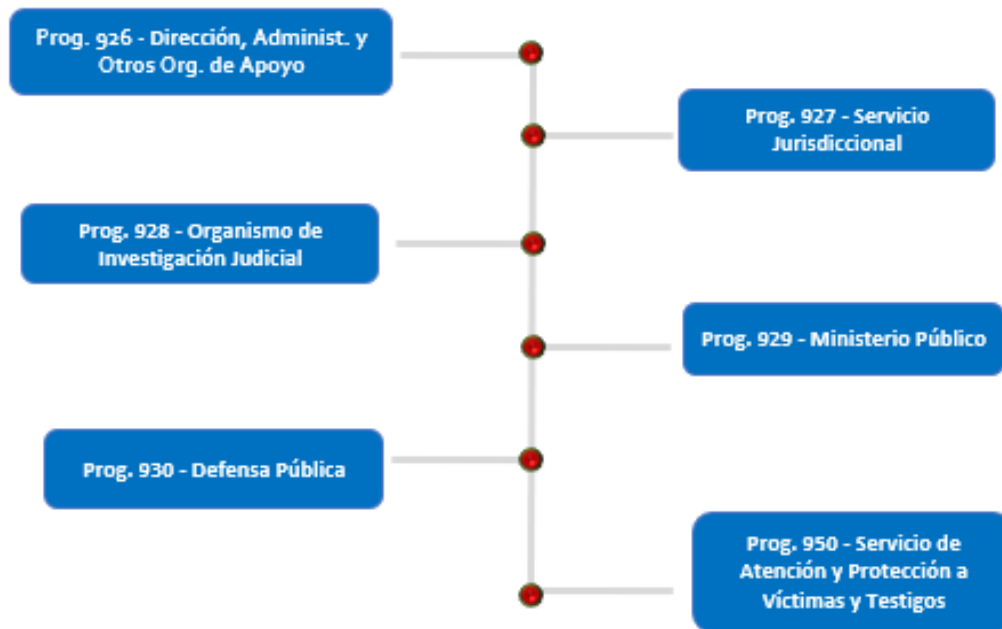 Prog. 926 - Dirección, Administ. y
Otros Org. de Apoyo
Prog. 927 - Servicio
Jurisdiccional
Prog. 928 - Organismo de
Investigación Judicial
Prog. 929 - Ministerio Público
Prog. 930 - Defensa Pública
Prog. 950 - Servicio de
Atención y Protección a
Víctimas y Testigos